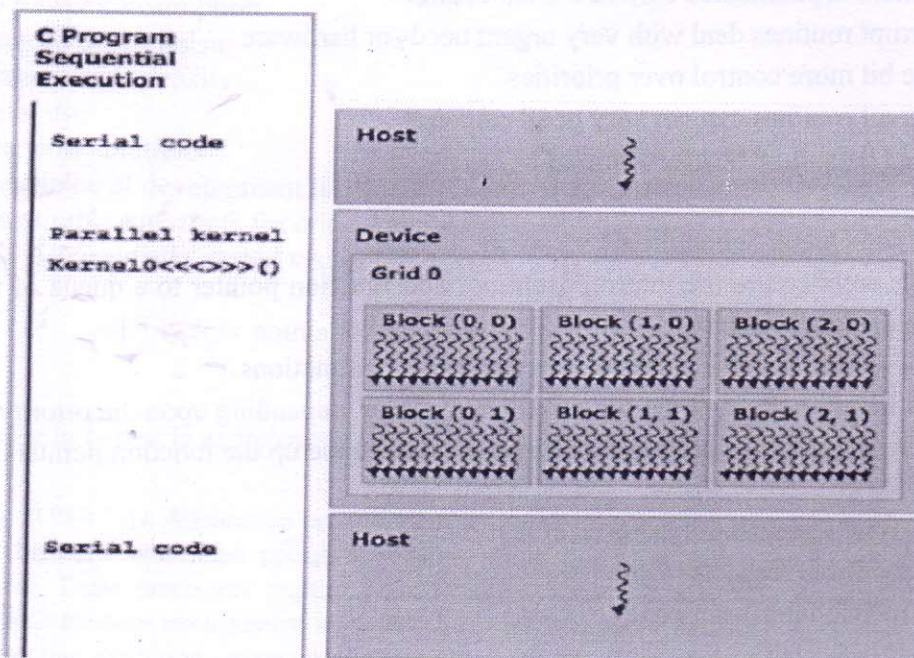 C Program
Sequential
Execution
Serial code
Parallel kernel
Kernel0<<<>>>()
Serial code
Host
Device
Grid 0
Block (0, 0)
Block (1, 0)
Block (2, 0)
Block (0, 1)
Block (1, 1)
Block (2, 1)
Host